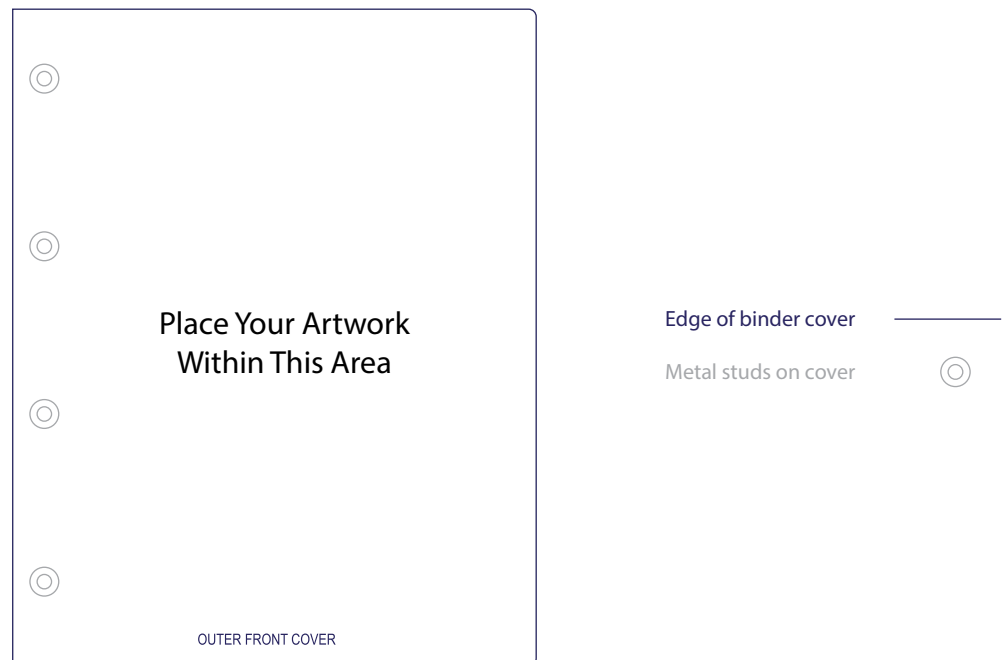 Place Your Artwork
Within This Area
OUTER FRONT COVER
Edge of binder cover
Metal studs on cover